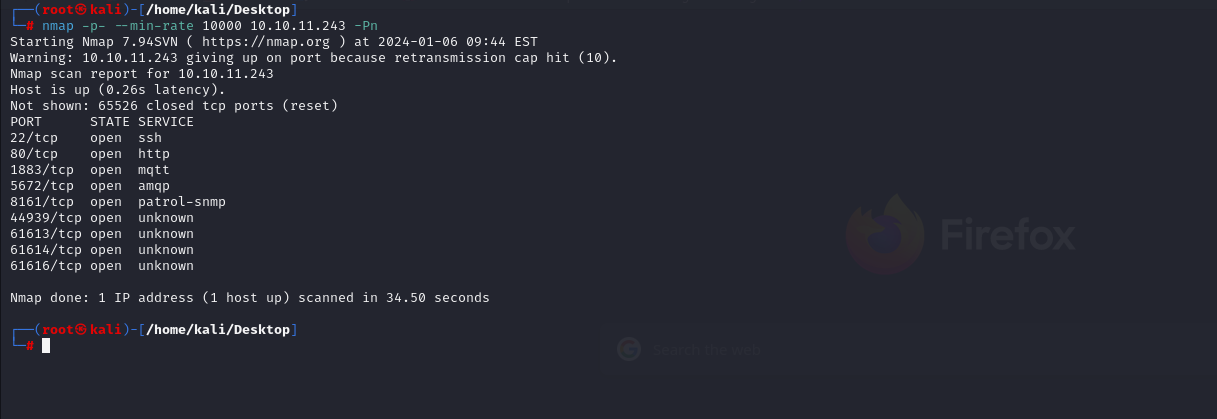 ┌──(root㉿kali)-[/home/kali/Desktop]
└─# nmap -p- --min-rate 10000 10.10.11.243 -Pn
Starting Nmap 7.94SVN ( https://nmap.org ) at 2024-01-06 09:44 EST
Warning: 10.10.11.243 giving up on port because retransmission cap hit (10).
Nmap scan report for 10.10.11.243
Host is up (0.26s latency).
Not shown: 65526 closed tcp ports (reset)
PORT      STATE SERVICE
22/tcp    open  ssh
80/tcp    open  http
1883/tcp  open  mqtt
5672/tcp  open  amqp
8161/tcp  open  patrol-snmp
44939/tcp open  unknown
61613/tcp open  unknown
61614/tcp open  unknown
61616/tcp open  unknown
Firefox
Nmap done: 1 IP address (1 host up) scanned in 34.50 seconds
┌──(root㉿kali)-[/home/kali/Desktop]
└─#
Search the web